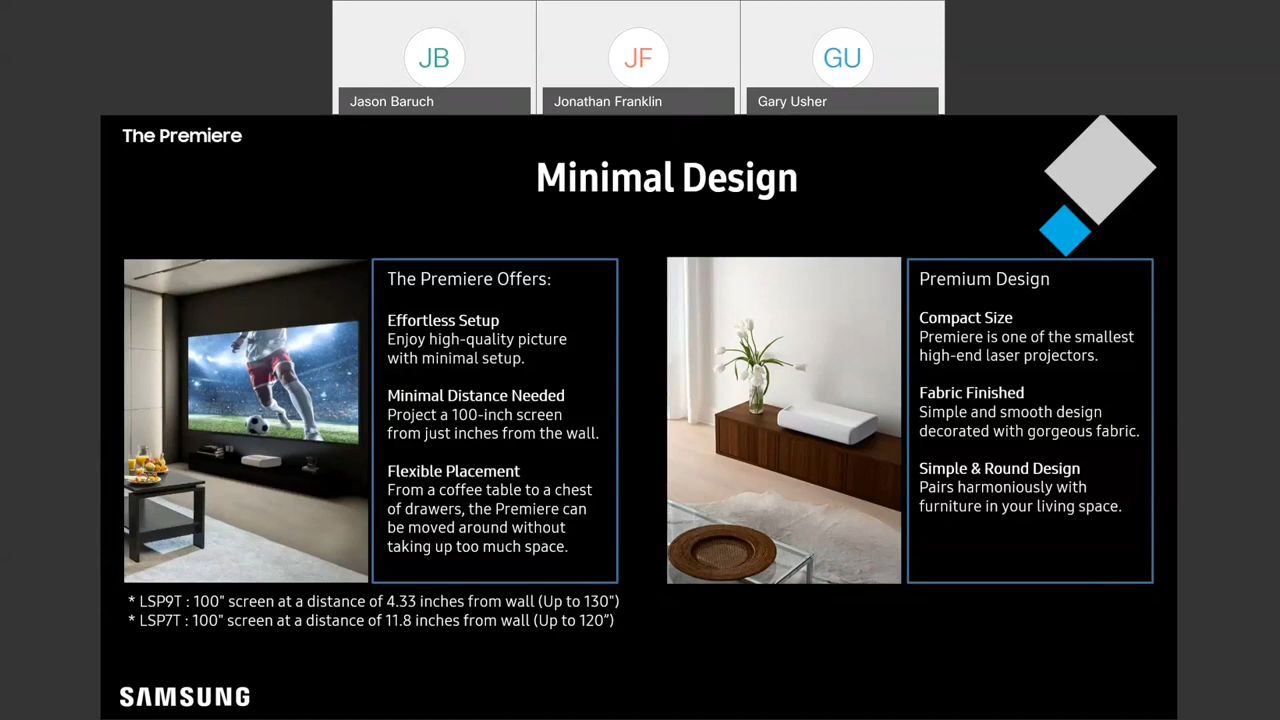 JB
JF
GU
Jason Baruch
Jonathan Franklin
Gary Usher
The Premiere
Minimal Design
The Premiere Offers:
Effortless Setup
Enjoy high-quality picture
with minimal setup.
Minimal Distance Needed
Project a 100-inch screen
from just inches from the wall.
Flexible Placement
From a coffee table to a chest
of drawers, the Premiere can
be moved around without
taking up too much space.
Premium Design
Compact Size
Premiere is one of the smallest
high-end laser projectors.
Fabric Finished
Simple and smooth design
decorated with gorgeous fabric.
Simple & Round Design
Pairs harmoniously with
furniture in your living space.
* LSP9T : 100" screen at a distance of 4.33 inches from wall (Up to 130")
* LSP7T : 100" screen at a distance of 11.8 inches from wall (Up to 120”)
SAMSUNG